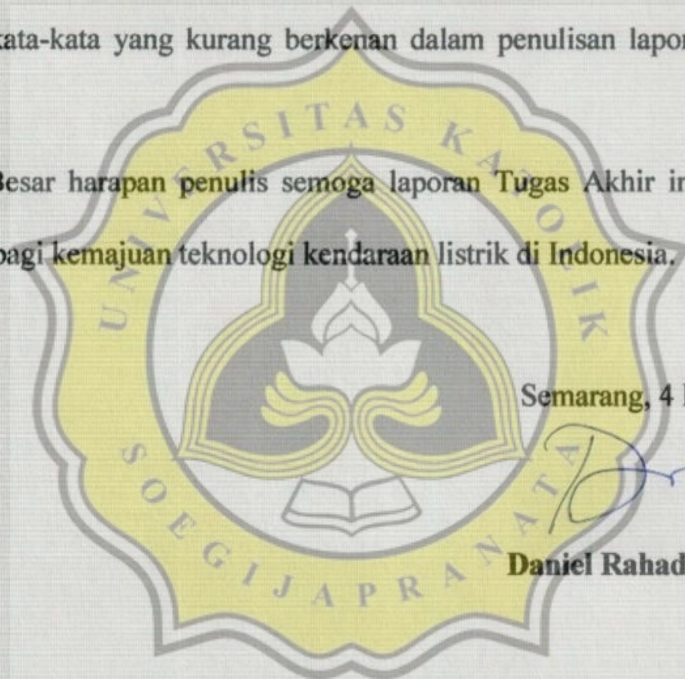 kata-kata yang kurang berkenan dalam penulisan lapor
Besar harapan penulis semoga laporan Tugas Akhir in
bagi kemajuan teknologi kendaraan listrik di Indonesia.
Semarang, 4
Daniel Rahad
UNIVERSITAS KATOLIK
SOEGIJAPRANATA